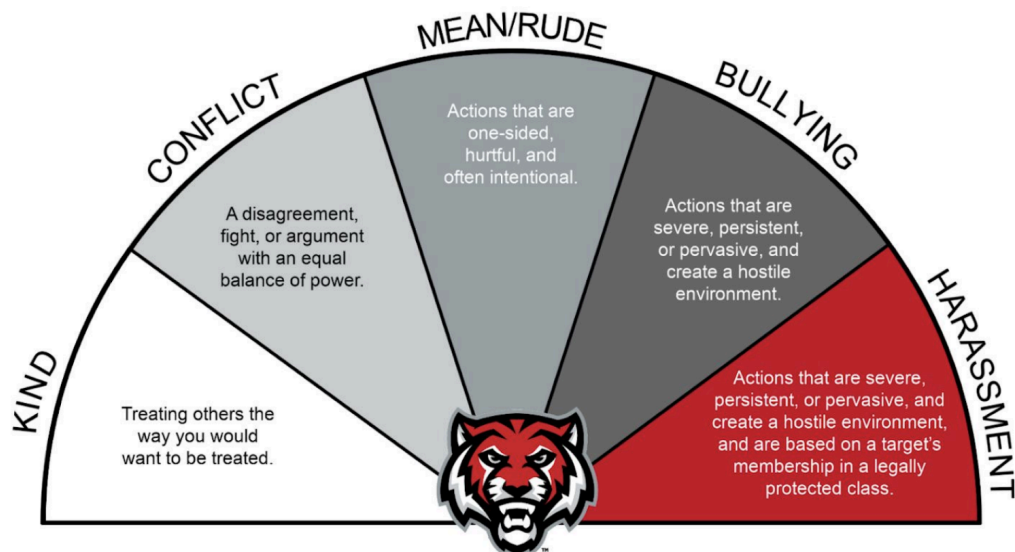 KIND
Treating others the
way you would
want to be treated.
CONFLICT
A disagreement,
fight, or argument
with an equal
balance of power.
MEAN/RUDE
Actions that are
one-sided,
hurtful, and
often intentional.
BULLYING
Actions that are
severe, persistent,
or pervasive, and
create a hostile
environment.
HARASSMENT
Actions that are severe,
persistent, or pervasive, and
create a hostile environment,
and are based on a target's
membership in a legally
protected class.
TM